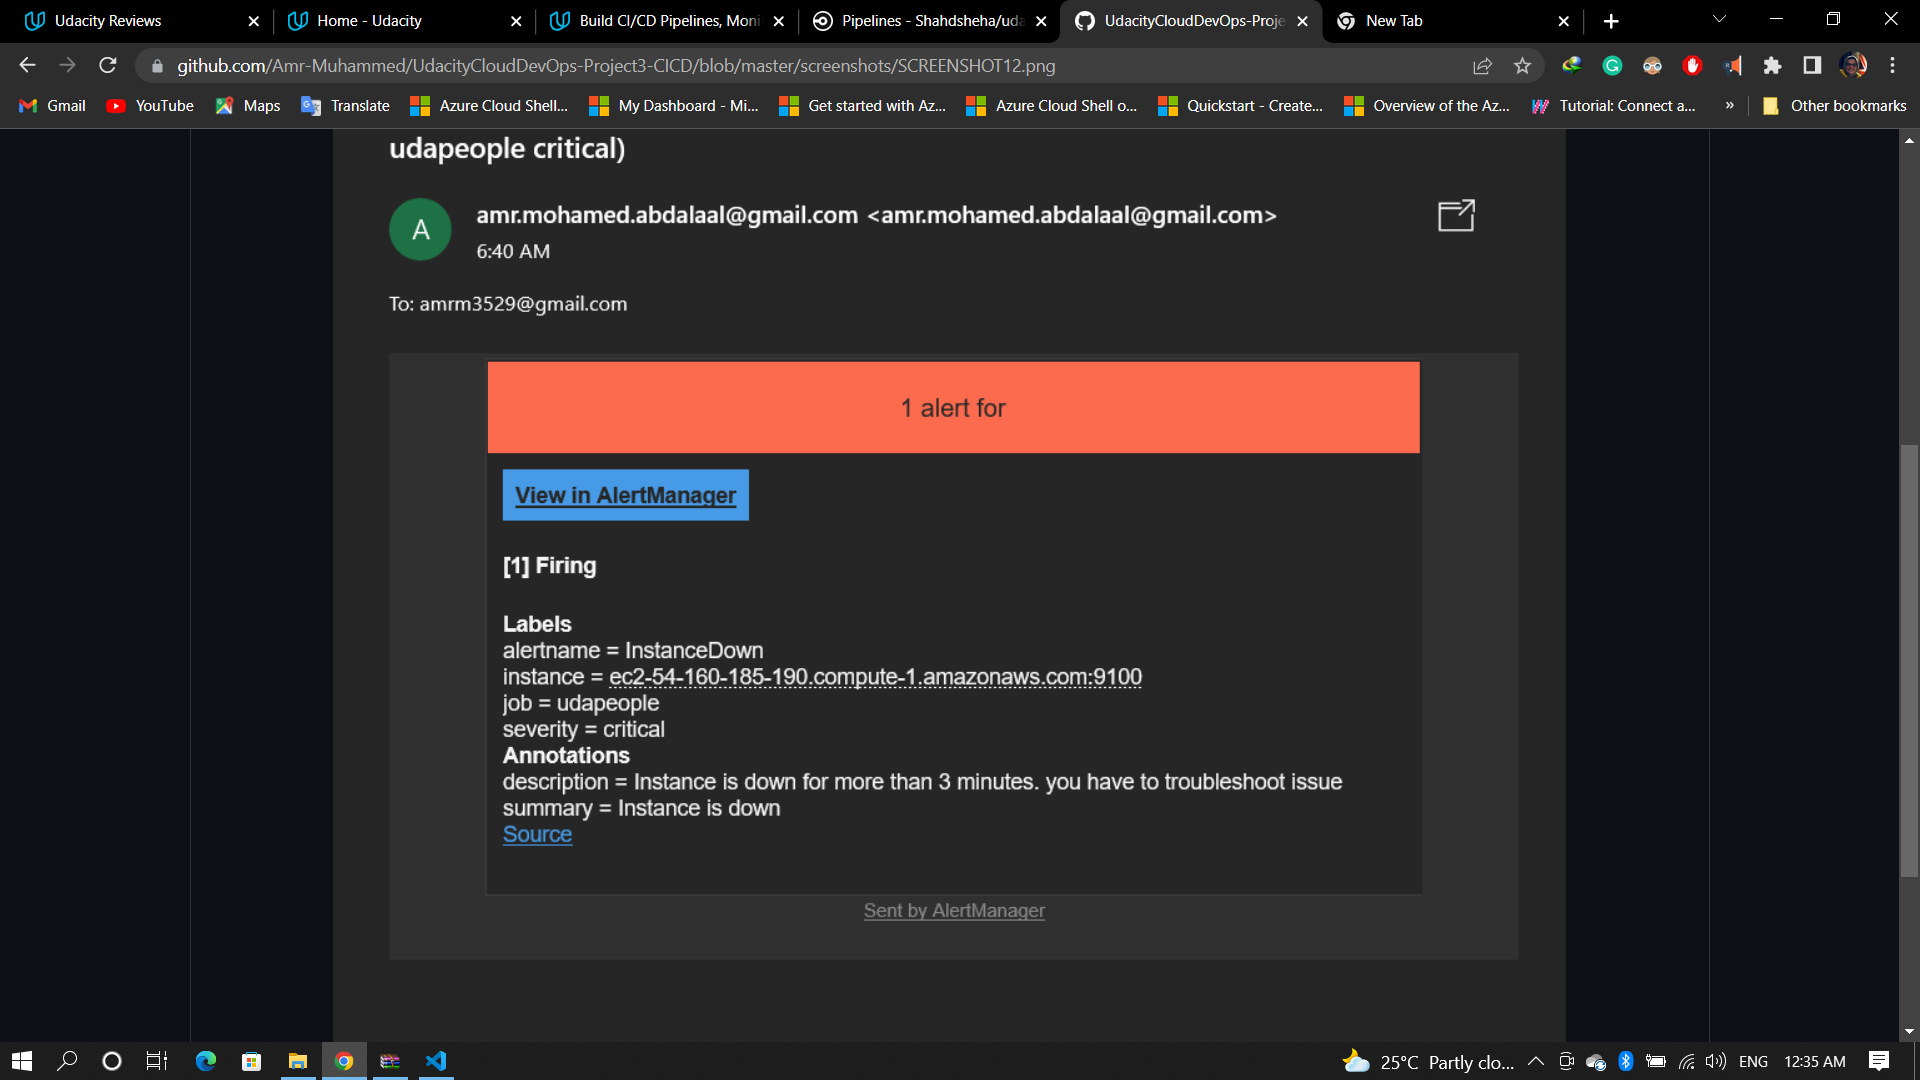 Udacity Reviews
Home - Udacity
Build CI/CD Pipelines, Moni
Pipelines - Shahdsheha/uda
UdacityCloudDevOps-Proje
New Tab
github.com/Amr-Muhammed/UdacityCloudDevOps-Project3-CICD/blob/master/screenshots/SCREENSHOT12.png
Gmail
YouTube
Maps
Translate
Azure Cloud Shell...
My Dashboard - Mi...
Get started with Az...
Azure Cloud Shell o...
Quickstart - Create...
Overview of the Az...
Tutorial: Connect a...
»
Other bookmarks
udapeople critical)
A
amr.mohamed.abdalaal@gmail.com <amr.mohamed.abdalaal@gmail.com>
6:40 AM
To: amrm3529@gmail.com
1 alert for
View in AlertManager
[1] Firing
Labels
alertname = InstanceDown
instance = ec2-54-160-185-190.compute-1.amazonaws.com:9100
job = udapeople
severity = critical
Annotations
description = Instance is down for more than 3 minutes. you have to troubleshoot issue
summary = Instance is down
Source
Sent by AlertManager
25°C Partly clo...
ENG
12:35 AM